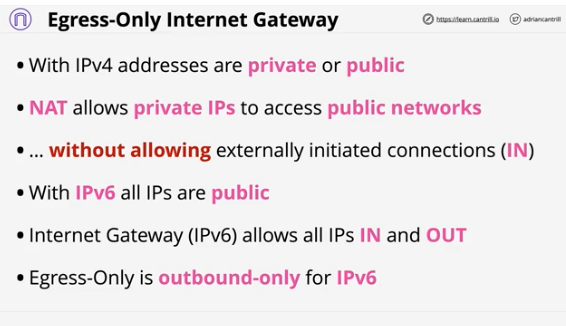 Egress-Only Internet Gateway
https://learn.cantrill.io
adriancantrill
• With IPv4 addresses are private or public
• NAT allows private IPs to access public networks
• ... without allowing externally initiated connections (IN)
• With IPV6 all IPs are public
• Internet Gateway (IPv6) allows all IPs IN and OUT
• Egress-Only is outbound-only for IPv6